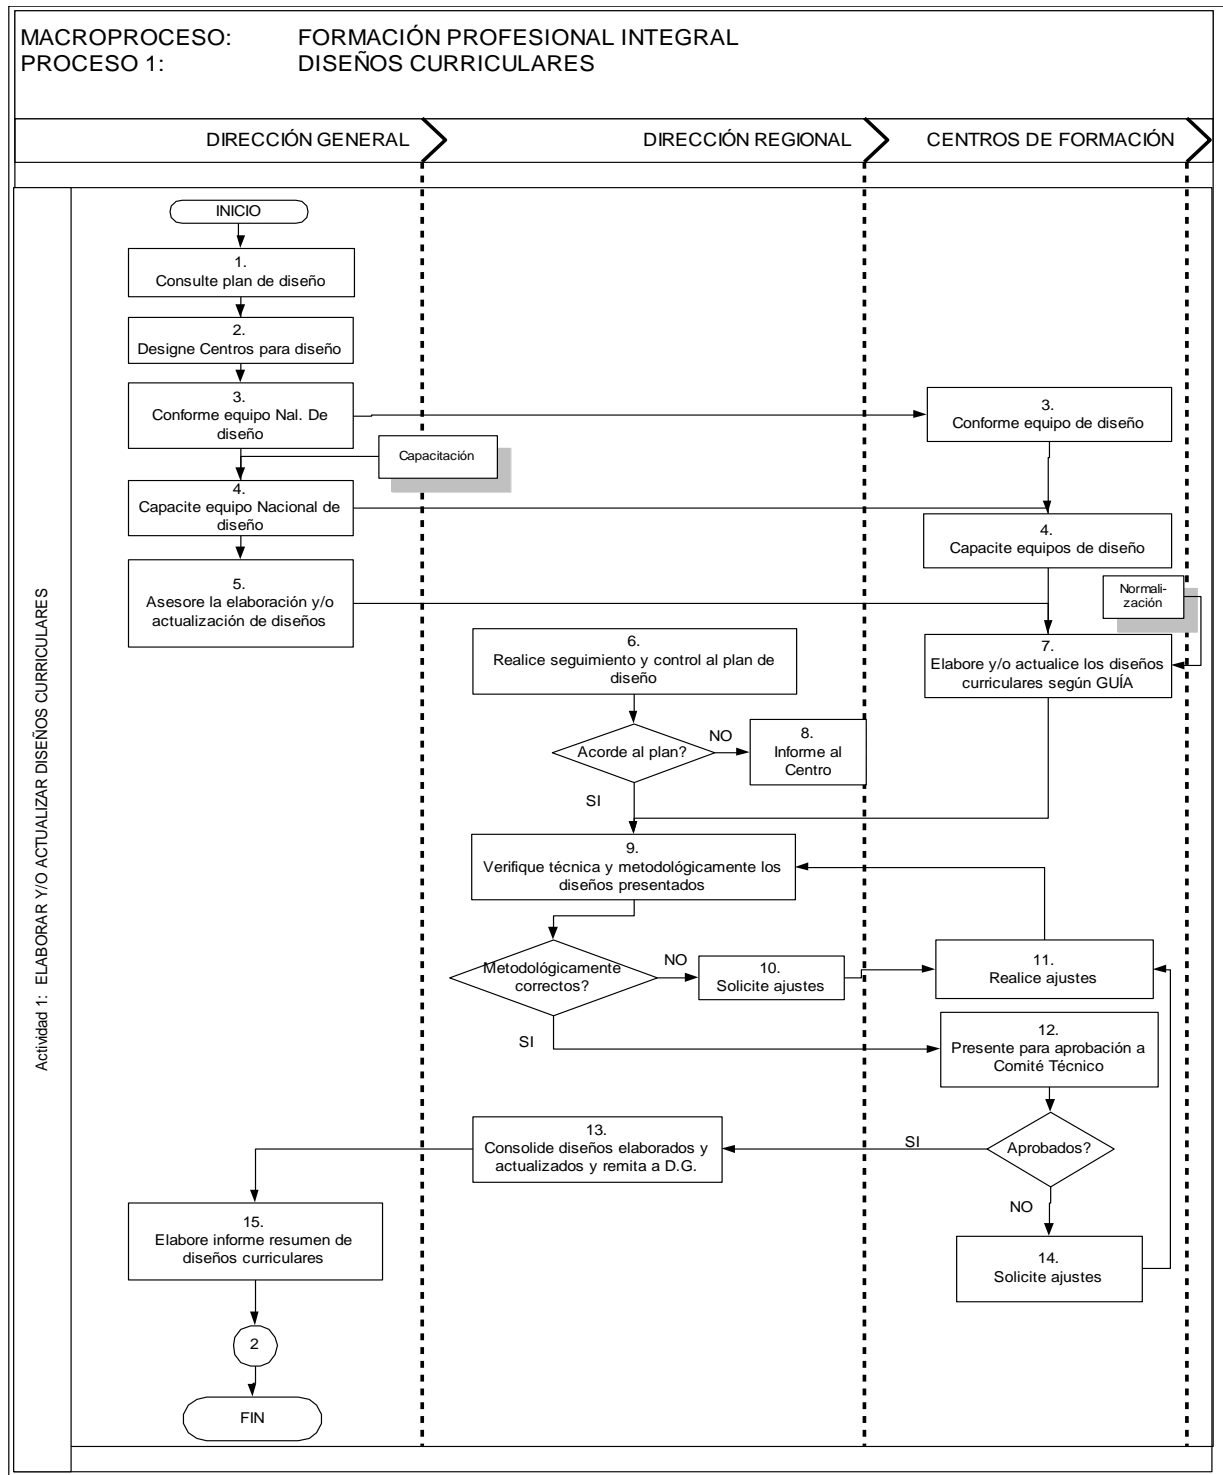 MACROPROCESO: FORMACIÓN PROFESIONAL INTEGRAL
PROCESO 1: DISEÑOS CURRICULARES
DIRECCIÓN GENERAL
DIRECCIÓN REGIONAL
CENTROS DE FORMACIÓN
Actividad 1: ELABORAR Y/O ACTUALIZAR DISEÑOS CURRICULARES
INICIO
1.
Consulte plan de diseño
2.
Designe Centros para diseño
3.
Conforme equipo Nal. De
diseño
3.
Conforme equipo de diseño
Capacitación
4.
Capacite equipo Nacional de
diseño
4.
Capacite equipos de diseño
5.
Asesore la elaboración y/o
actualización de diseños
Normali-
zación
6.
Realice seguimiento y control al plan de
diseño
7.
Elabore y/o actualice los diseños
curriculares según GUÍA
Acorde al plan?
NO
8.
Informe al
Centro
SI
9.
Verifique técnica y metodológicamente los
diseños presentados
Metodológicamente
correctos?
NO
10.
Solicite ajustes
11.
Realice ajustes
SI
12.
Presente para aprobación a
Comité Técnico
13.
Consolide diseños elaborados y
actualizados y remita a D.G.
SI
Aprobados?
NO
14.
Solicite ajustes
15.
Elabore informe resumen de
diseños curriculares
2
FIN